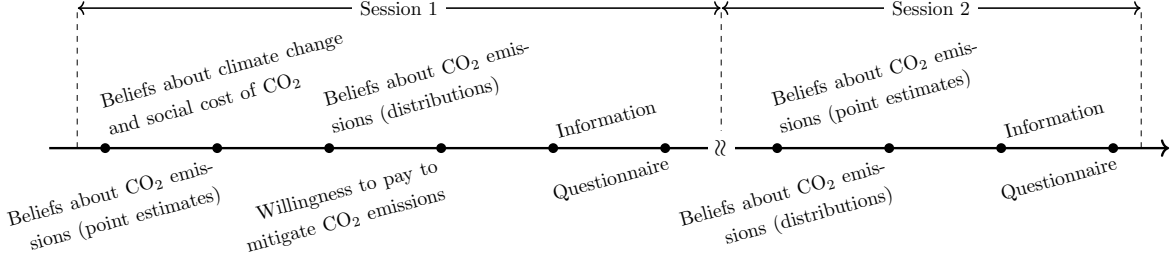 Session 1
Session 2
Beliefs about climate change
and social cost of CO₂
Beliefs about CO₂ emis-
sions (distributions)
Information
Beliefs about CO₂ emis-
sions (point estimates)
Information
Beliefs about CO₂ emis-
sions (point estimates)
Willingness to pay to
mitigate CO₂ emissions
Questionnaire
Beliefs about CO₂ emis-
sions (distributions)
Questionnaire